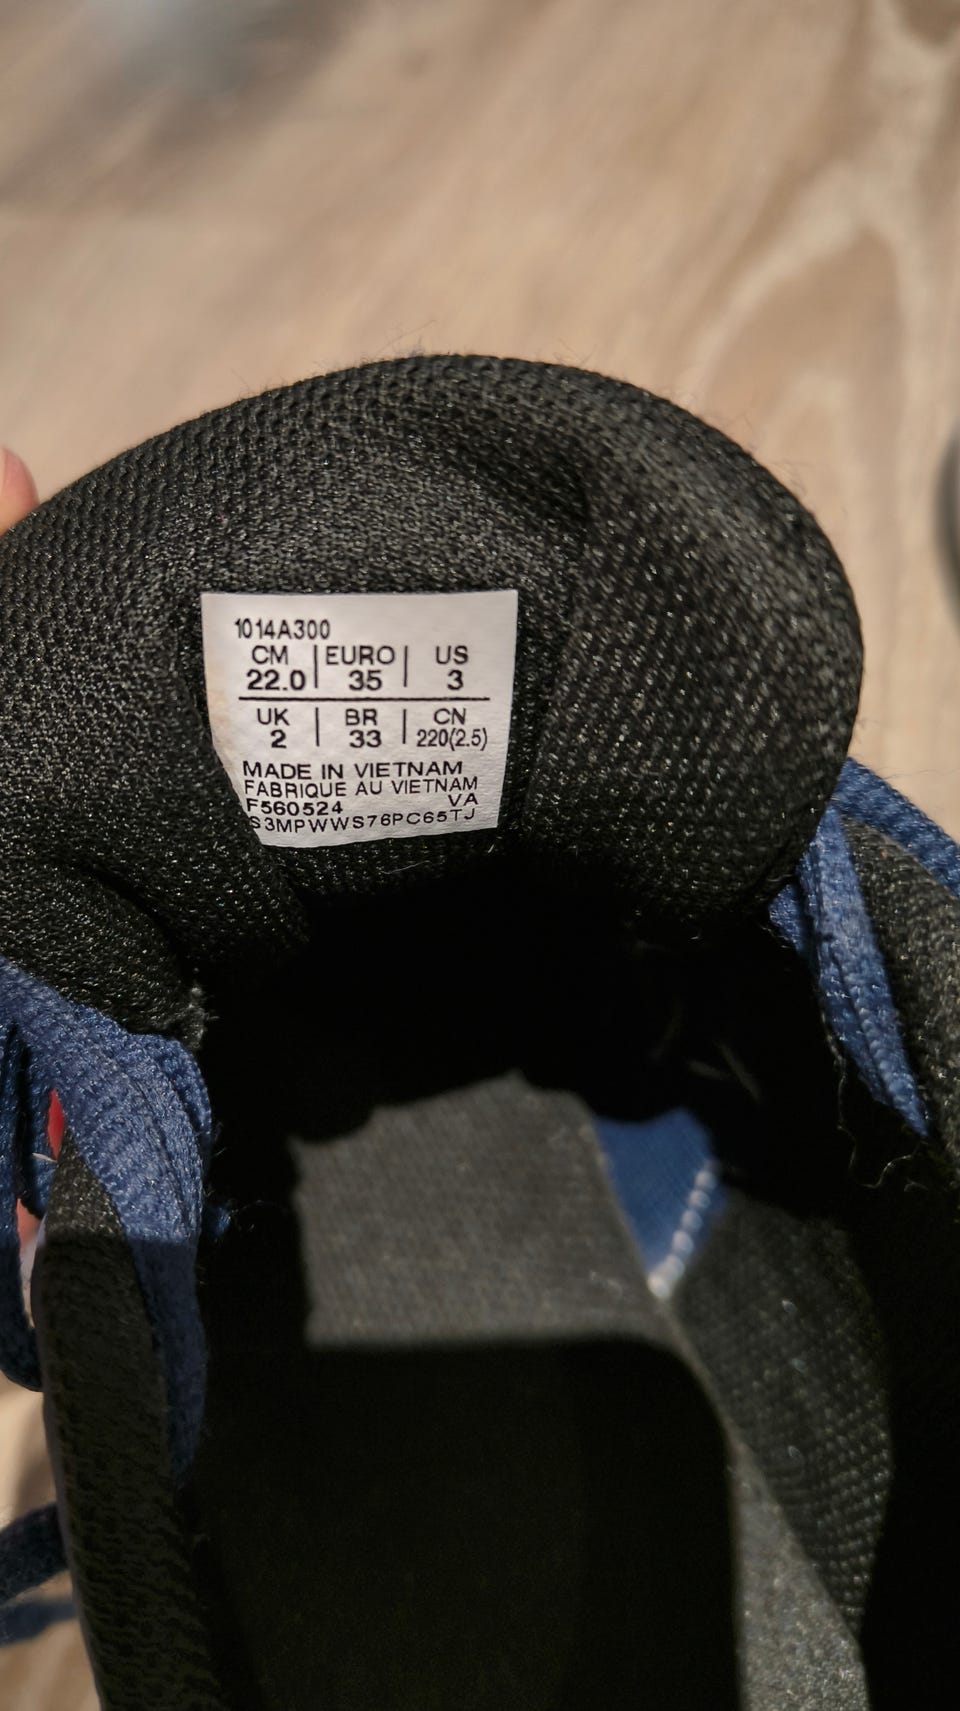 1014A300
CM | EURO | US
22.0 | 35 | 3
UK | BR | CN
2 | 33 | 220(2.5)
MADE IN VIETNAM
FABRIQUE AU VIETNAM
F560524 VA
S3MPWWS76PC65TJ